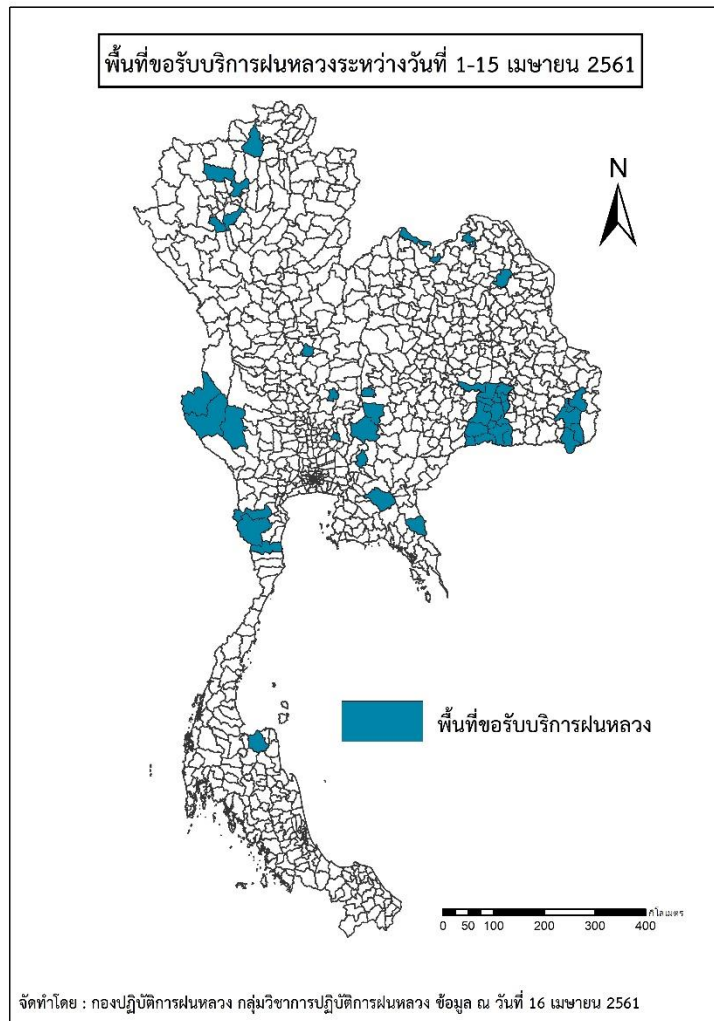 พื้นที่ขอรับบริการฝนหลวงระหว่างวันที่ 1-15 เมษายน 2561
N
พื้นที่ขอรับบริการฝนหลวง
กิโลเมตร
0 50 100 200 300 400
จัดทำโดย : กองปฏิบัติการฝนหลวง กลุ่มวิชาการปฏิบัติการฝนหลวง ข้อมูล ณ วันที่ 16 เมษายน 2561